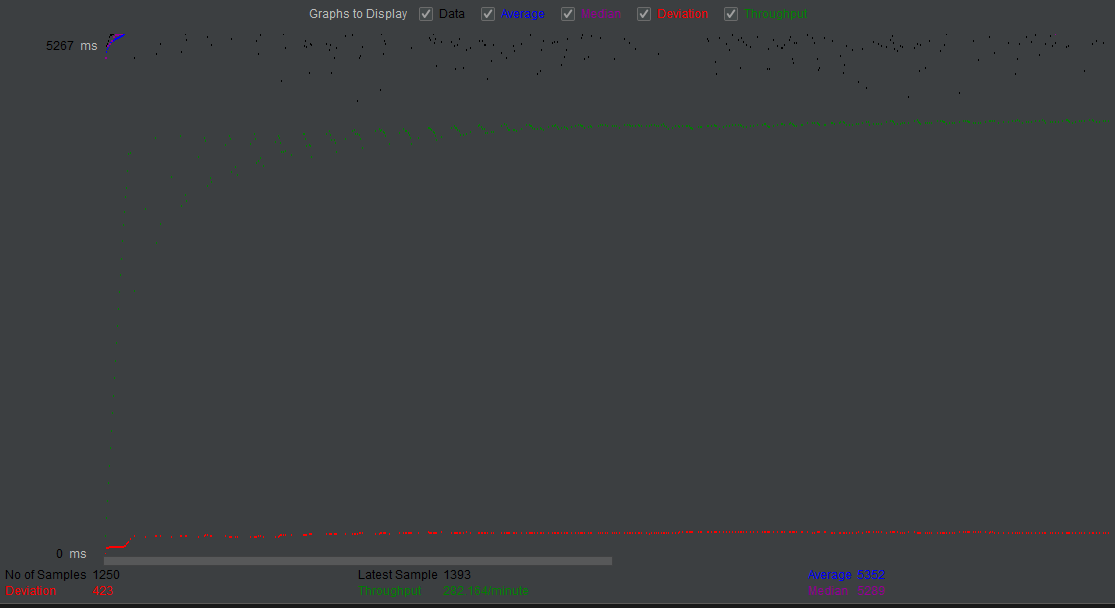 Graphs to Display Data Average Median Deviation Throughput
5267 ms
0 ms
No of Samples 1250 Latest Sample 1393 Average 5352
Deviation 423 Throughput 282.164/minute Median 5285